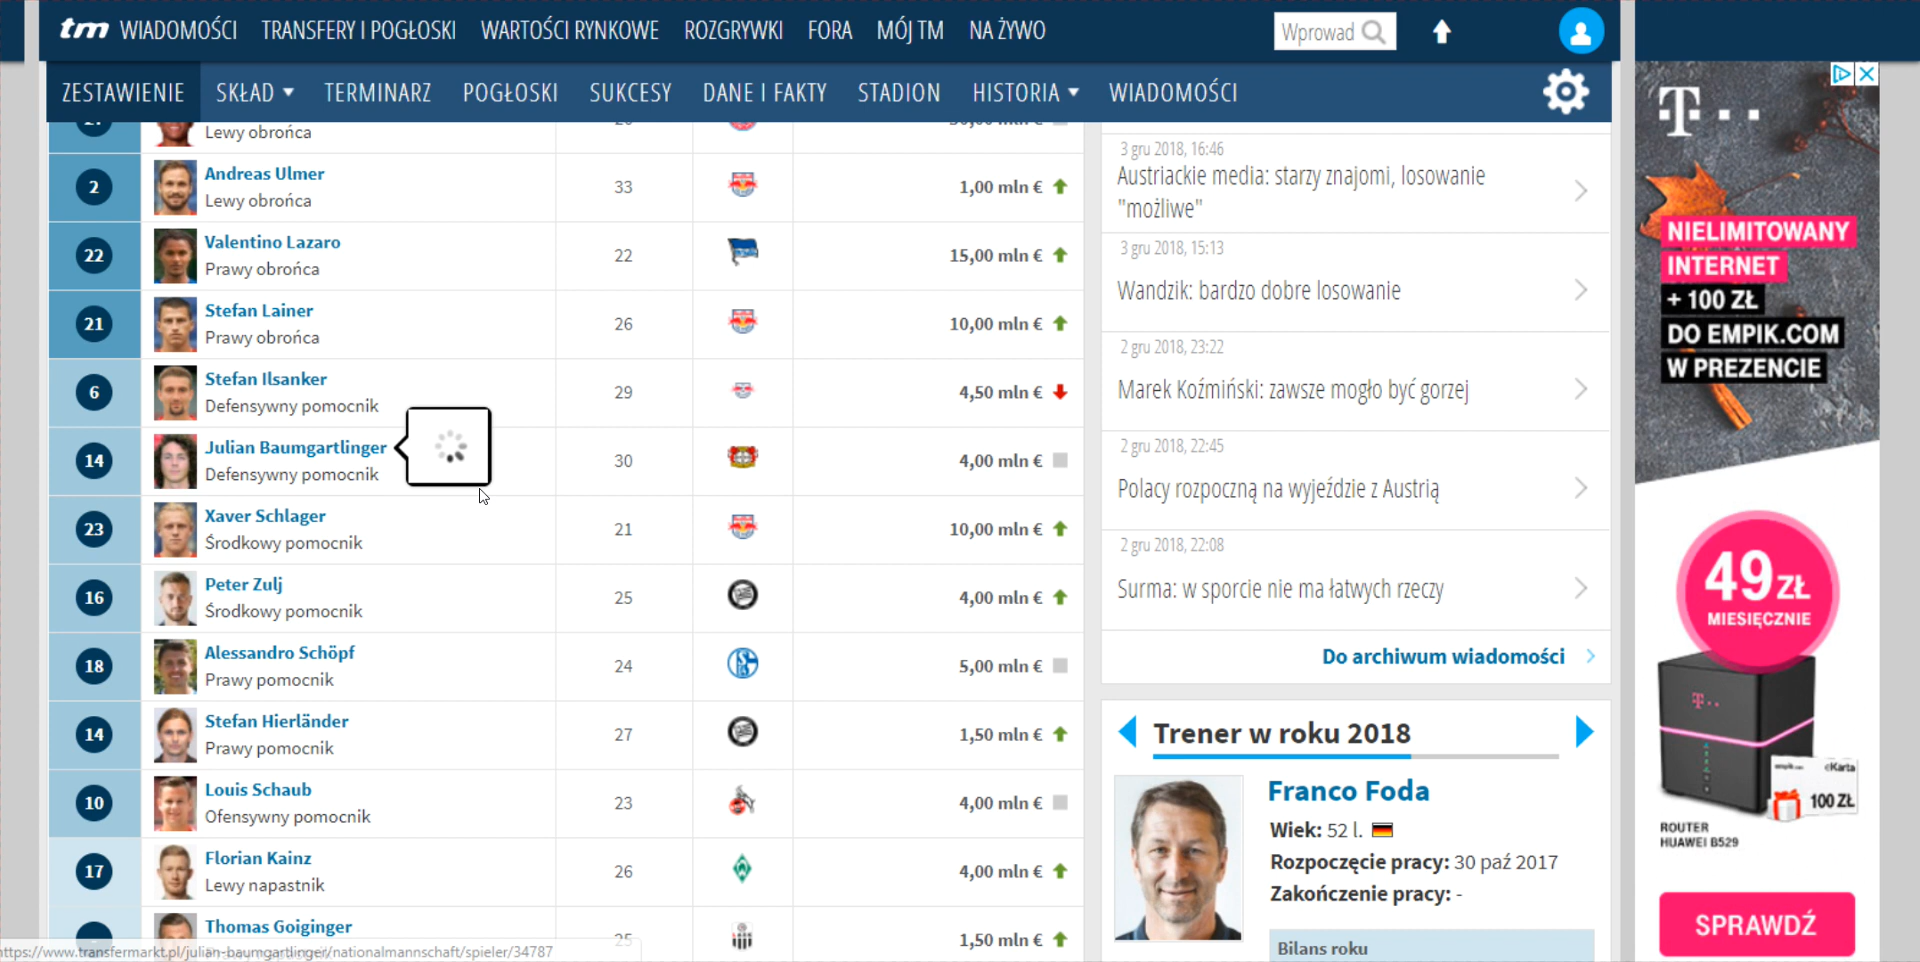 tm WIADOMOŚCI TRANSFERY I POGŁOSKI WARTOŚCI RYNKOWE ROZGRYWKI FORA MÓJ TM NA ŻYWO Wprowad
ZESTAWIENIE SKŁAD TERMINARZ POGŁOSKI SUKCESY DANE I FAKTY STADION HISTORIA WIADOMOŚCI
Lewy obrońca
2 Andreas Ulmer 33 1,00 mln €
Lewy obrońca
22 Valentino Lazaro 22 15,00 mln €
Prawy obrońca
21 Stefan Lainer 26 10,00 mln €
Prawy obrońca
6 Stefan Ilsanker 29 4,50 mln €
Defensywny pomocnik
14 Julian Baumgartlinger 30 4,00 mln €
Defensywny pomocnik
23 Xaver Schlager 21 10,00 mln €
Środkowy pomocnik
16 Peter Zulj 25 4,00 mln €
Środkowy pomocnik
18 Alessandro Schöpf 24 5,00 mln €
Prawy pomocnik
14 Stefan Hierländer 27 1,50 mln €
Prawy pomocnik
10 Louis Schaub 23 4,00 mln €
Ofensywny pomocnik
17 Florian Kainz 26 4,00 mln €
Lewy napastnik
Thomas Goiginger 25 1,50 mln €
ttps://www.transfermarkt.pl/julian-baumgartlinger/nationalmannschaft/spieler/34787
3 gru 2018, 16:46
Austriackie media: starzy znajomi, losowanie
"możliwe"
3 gru 2018, 15:13
Wandzik: bardzo dobre losowanie
2 gru 2018, 23:22
Marek Koźmiński: zawsze mogło być gorzej
2 gru 2018, 22:45
Polacy rozpoczną na wyjeździe z Austrią
2 gru 2018, 22:08
Surma: w sporcie nie ma łatwych rzeczy
Do archiwum wiadomości
Trener w roku 2018
Franco Foda
Wiek: 52 l.
Rozpoczęcie pracy: 30 paź 2017
Zakończenie pracy: -
Bilans roku
T
NIELIMITOWANY
INTERNET
+ 100 ZŁ
DO EMPIK.COM
W PREZENCIE
49 ZŁ
MIESIĘCZNIE
T
empik.com eKarta
100 ZŁ
ROUTER
HUAWEI B529
SPRAWDŹ